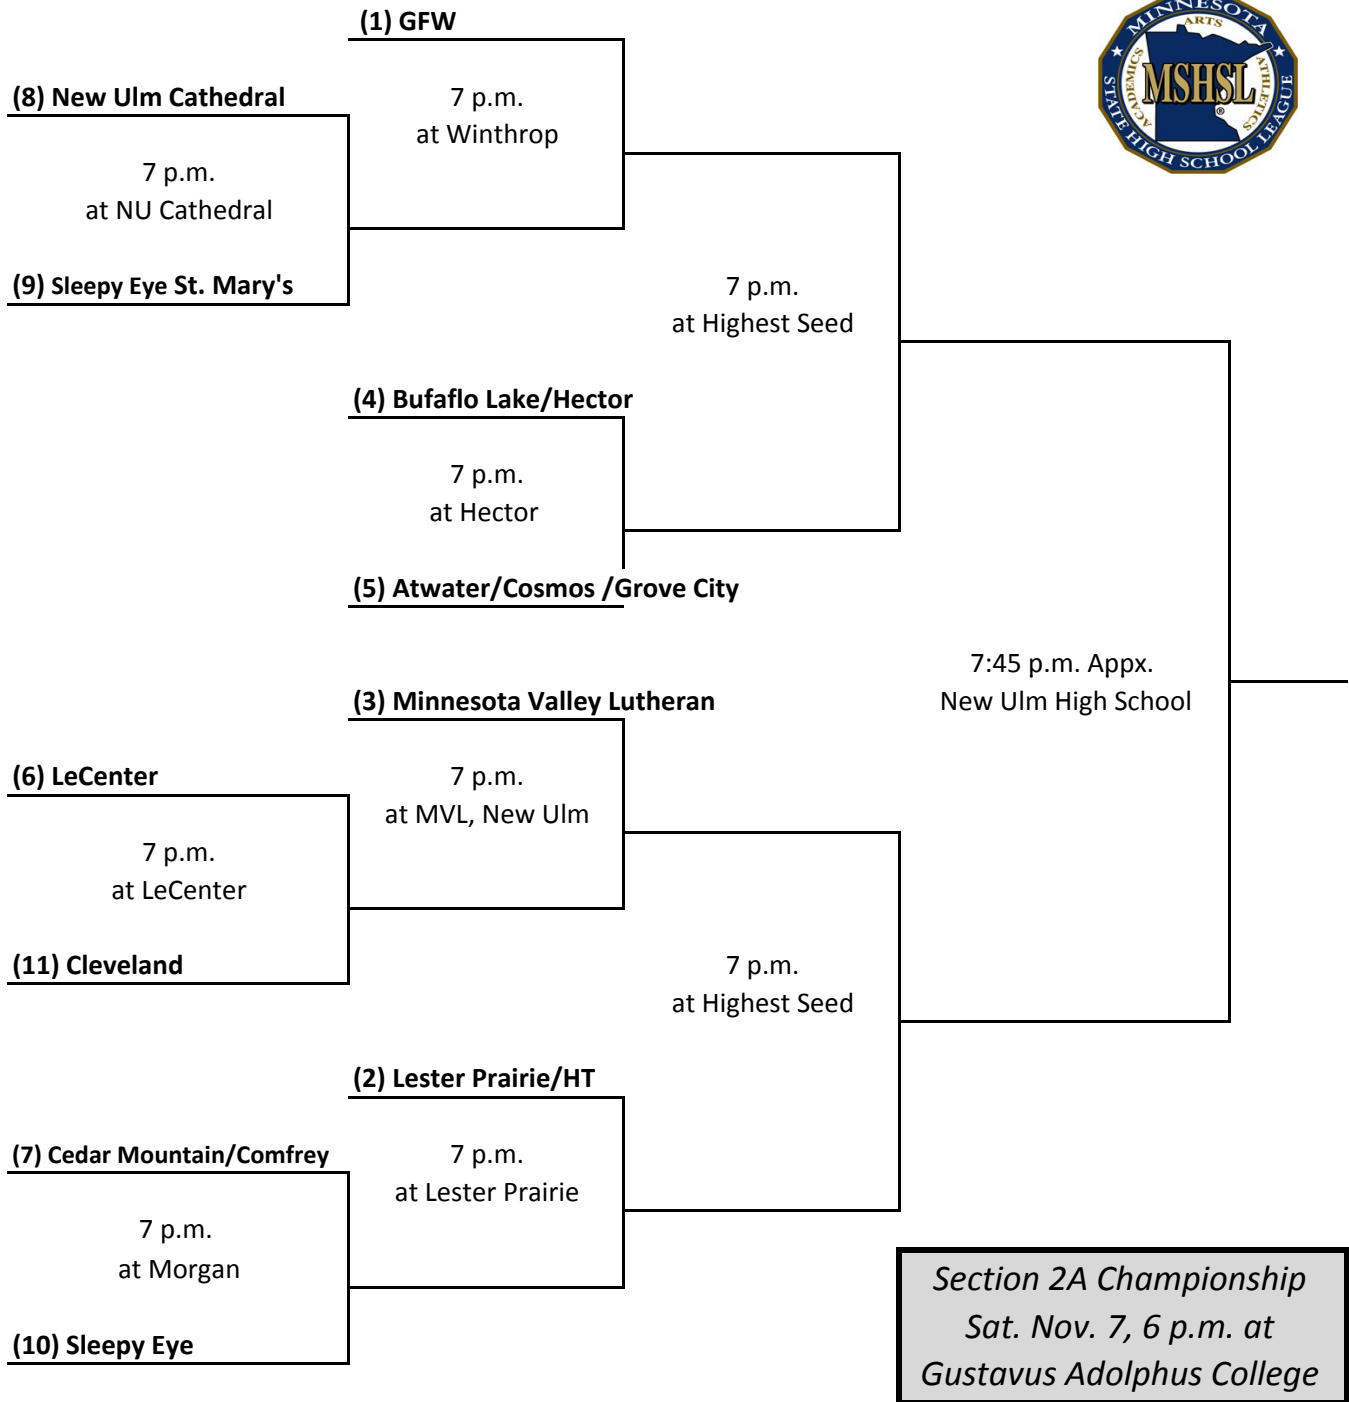 (1) GFW
MINNESOTA
STATE HIGH SCHOOL LEAGUE
ACADEMICS
ARTS
ATHLETICS
MSHSL
®
(8) New Ulm Cathedral
7 p.m.
at Winthrop
7 p.m.
at NU Cathedral
(9) Sleepy Eye St. Mary's
7 p.m.
at Highest Seed
(4) Bufaflo Lake/Hector
7 p.m.
at Hector
(5) Atwater/Cosmos /Grove City
7:45 p.m. Appx.
New Ulm High School
(3) Minnesota Valley Lutheran
(6) LeCenter
7 p.m.
at MVL, New Ulm
7 p.m.
at LeCenter
(11) Cleveland
7 p.m.
at Highest Seed
(2) Lester Prairie/HT
(7) Cedar Mountain/Comfrey
7 p.m.
at Lester Prairie
7 p.m.
at Morgan
(10) Sleepy Eye
Section 2A Championship
Sat. Nov. 7, 6 p.m. at
Gustavus Adolphus College